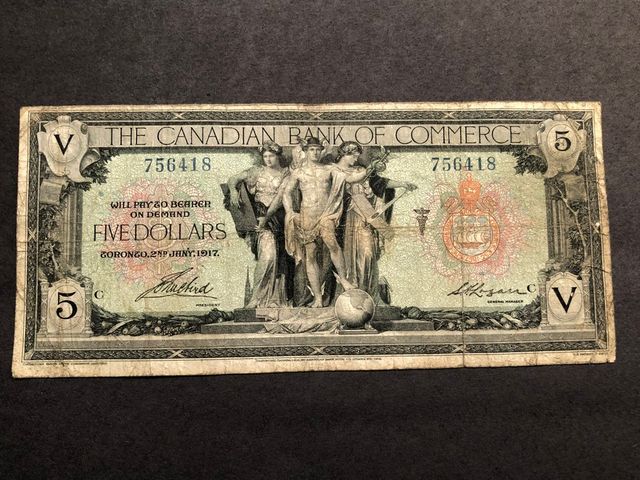 THE CANADIAN BANK OF COMMERCE
V
5
756418
756418
WILL PAY TO BEARER
ON DEMAND
FIVE DOLLARS
TORONTO, 2ND JANY. 1917.
5
C
PRESIDENT
GENERAL MANAGER
C
V